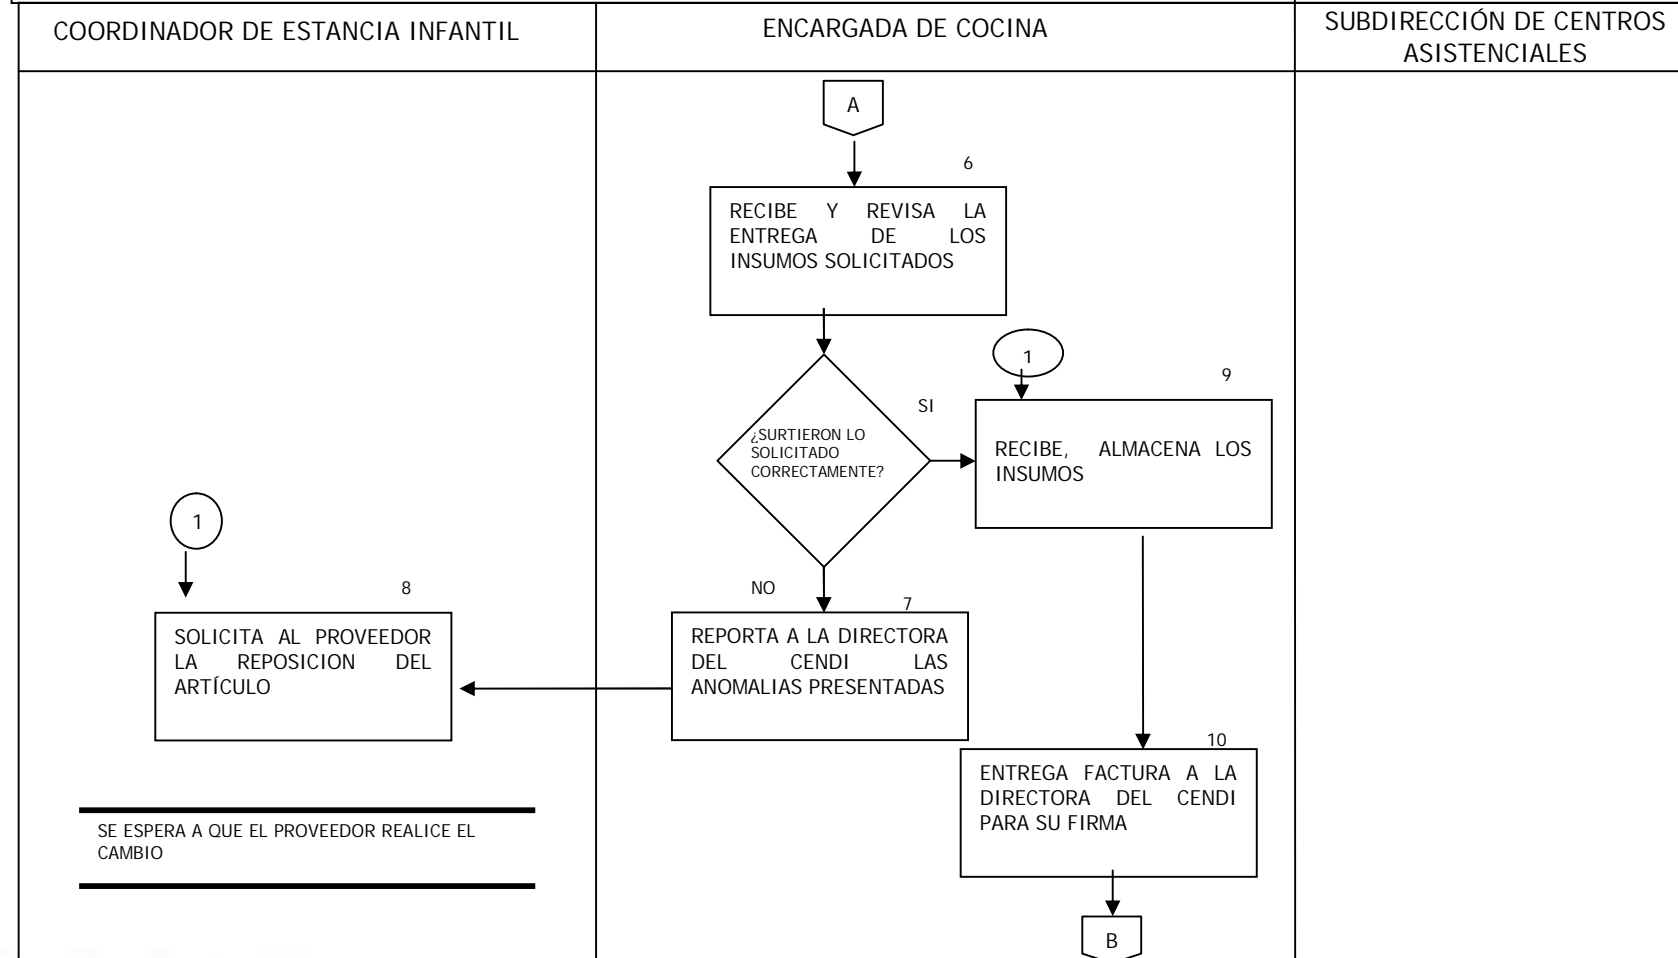 COORDINADOR DE ESTANCIA INFANTIL
ENCARGADA DE COCINA
SUBDIRECCIÓN DE CENTROS
ASISTENCIALES
A
6
RECIBE Y REVISA LA
ENTREGA DE LOS
INSUMOS SOLICITADOS
1
9
SI
¿SURTIERON LO
SOLICITADO
CORRECTAMENTE?
RECIBE, ALMACENA LOS
INSUMOS
1
8
NO
7
SOLICITA AL PROVEEDOR
LA REPOSICION DEL
ARTÍCULO
REPORTA A LA DIRECTORA
DEL CENDI LAS
ANOMALIAS PRESENTADAS
10
ENTREGA FACTURA A LA
DIRECTORA DEL CENDI
PARA SU FIRMA
SE ESPERA A QUE EL PROVEEDOR REALICE EL
CAMBIO
B